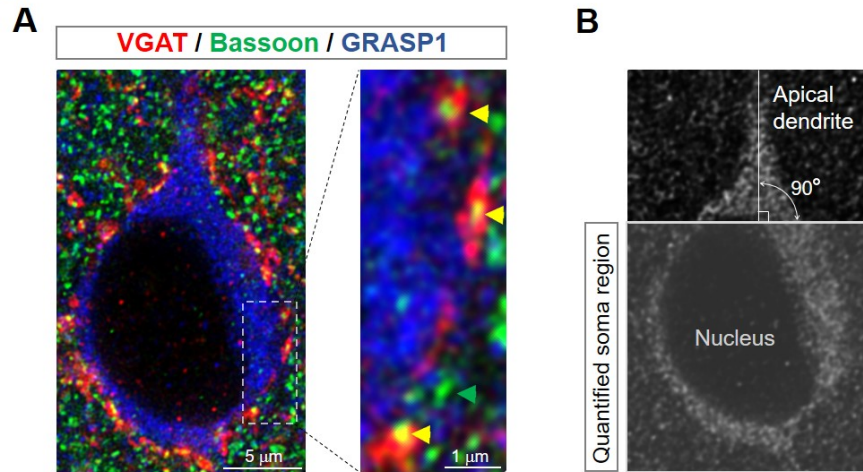 A
VGAT / Bassoon / GRASP1
5 μm
1 μm
B
Apical
dendrite
90°
Quantified soma region
Nucleus